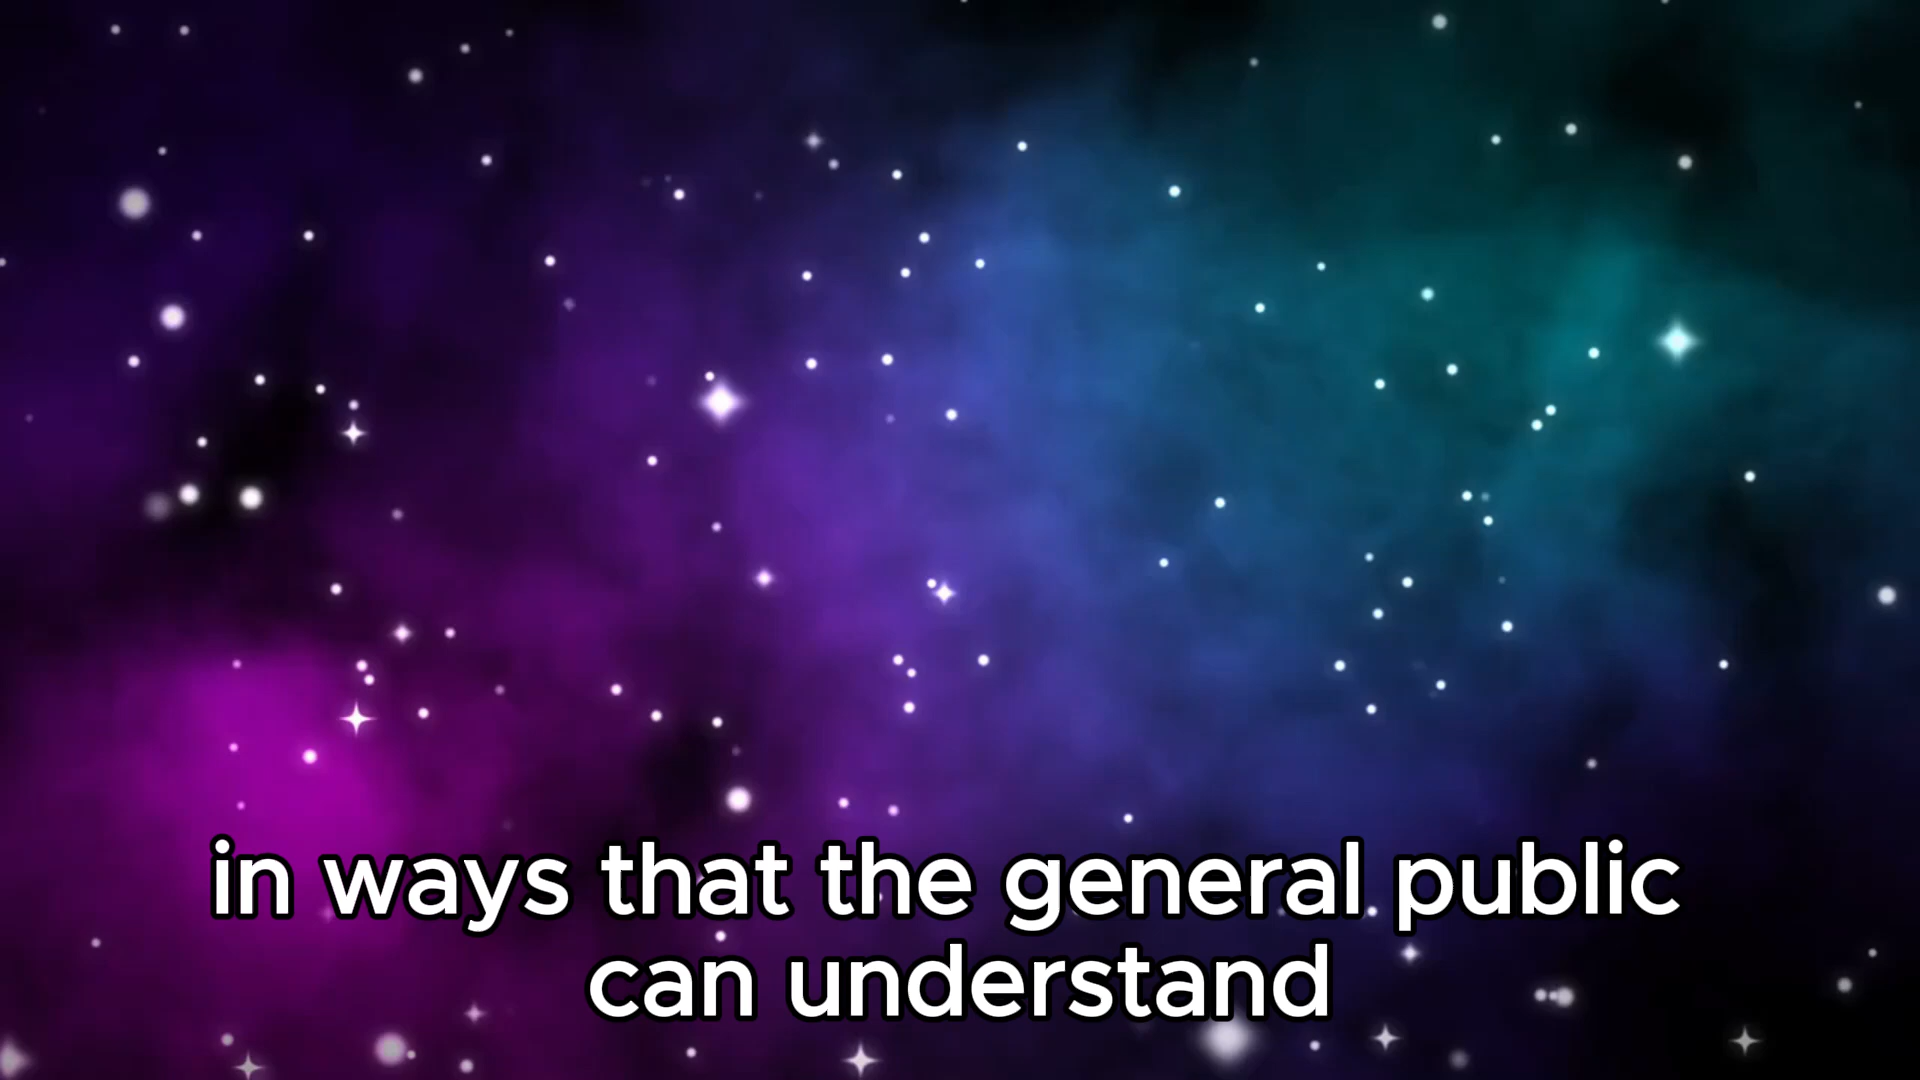 in ways that the general public
can understand